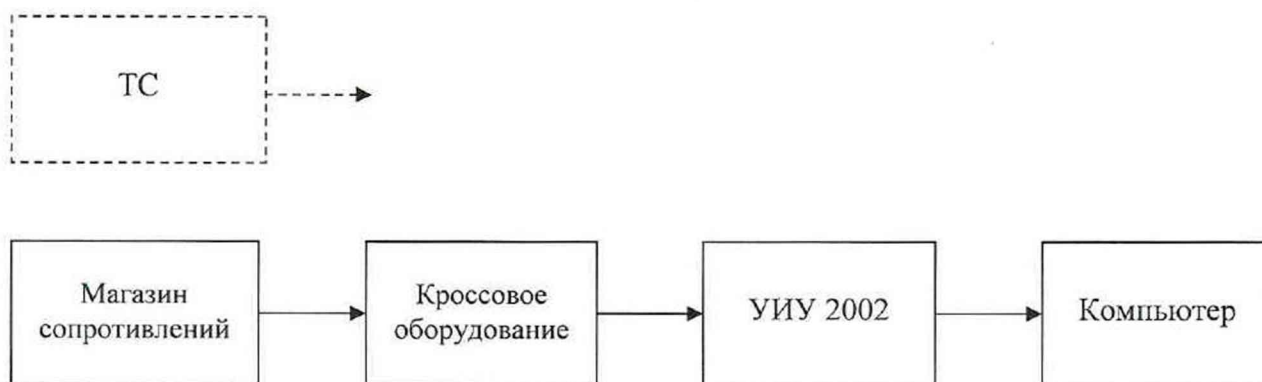 ТС
Магазин
сопротивлений
Кроссовое
оборудование
УИУ 2002
Компьютер